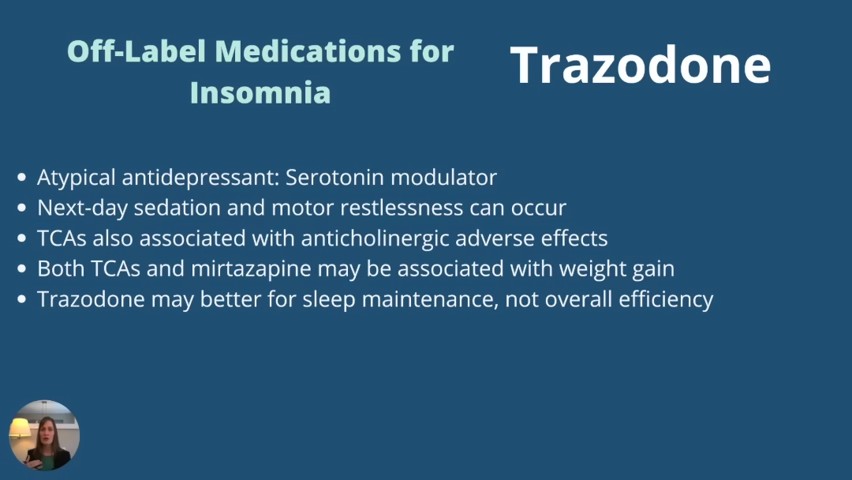 Off-Label Medications for
Insomnia
Trazodone
Atypical antidepressant: Serotonin modulator
Next-day sedation and motor restlessness can occur
TCAs also associated with anticholinergic adverse effects
Both TCAs and mirtazapine may be associated with weight gain
Trazodone may better for sleep maintenance, not overall efficiency